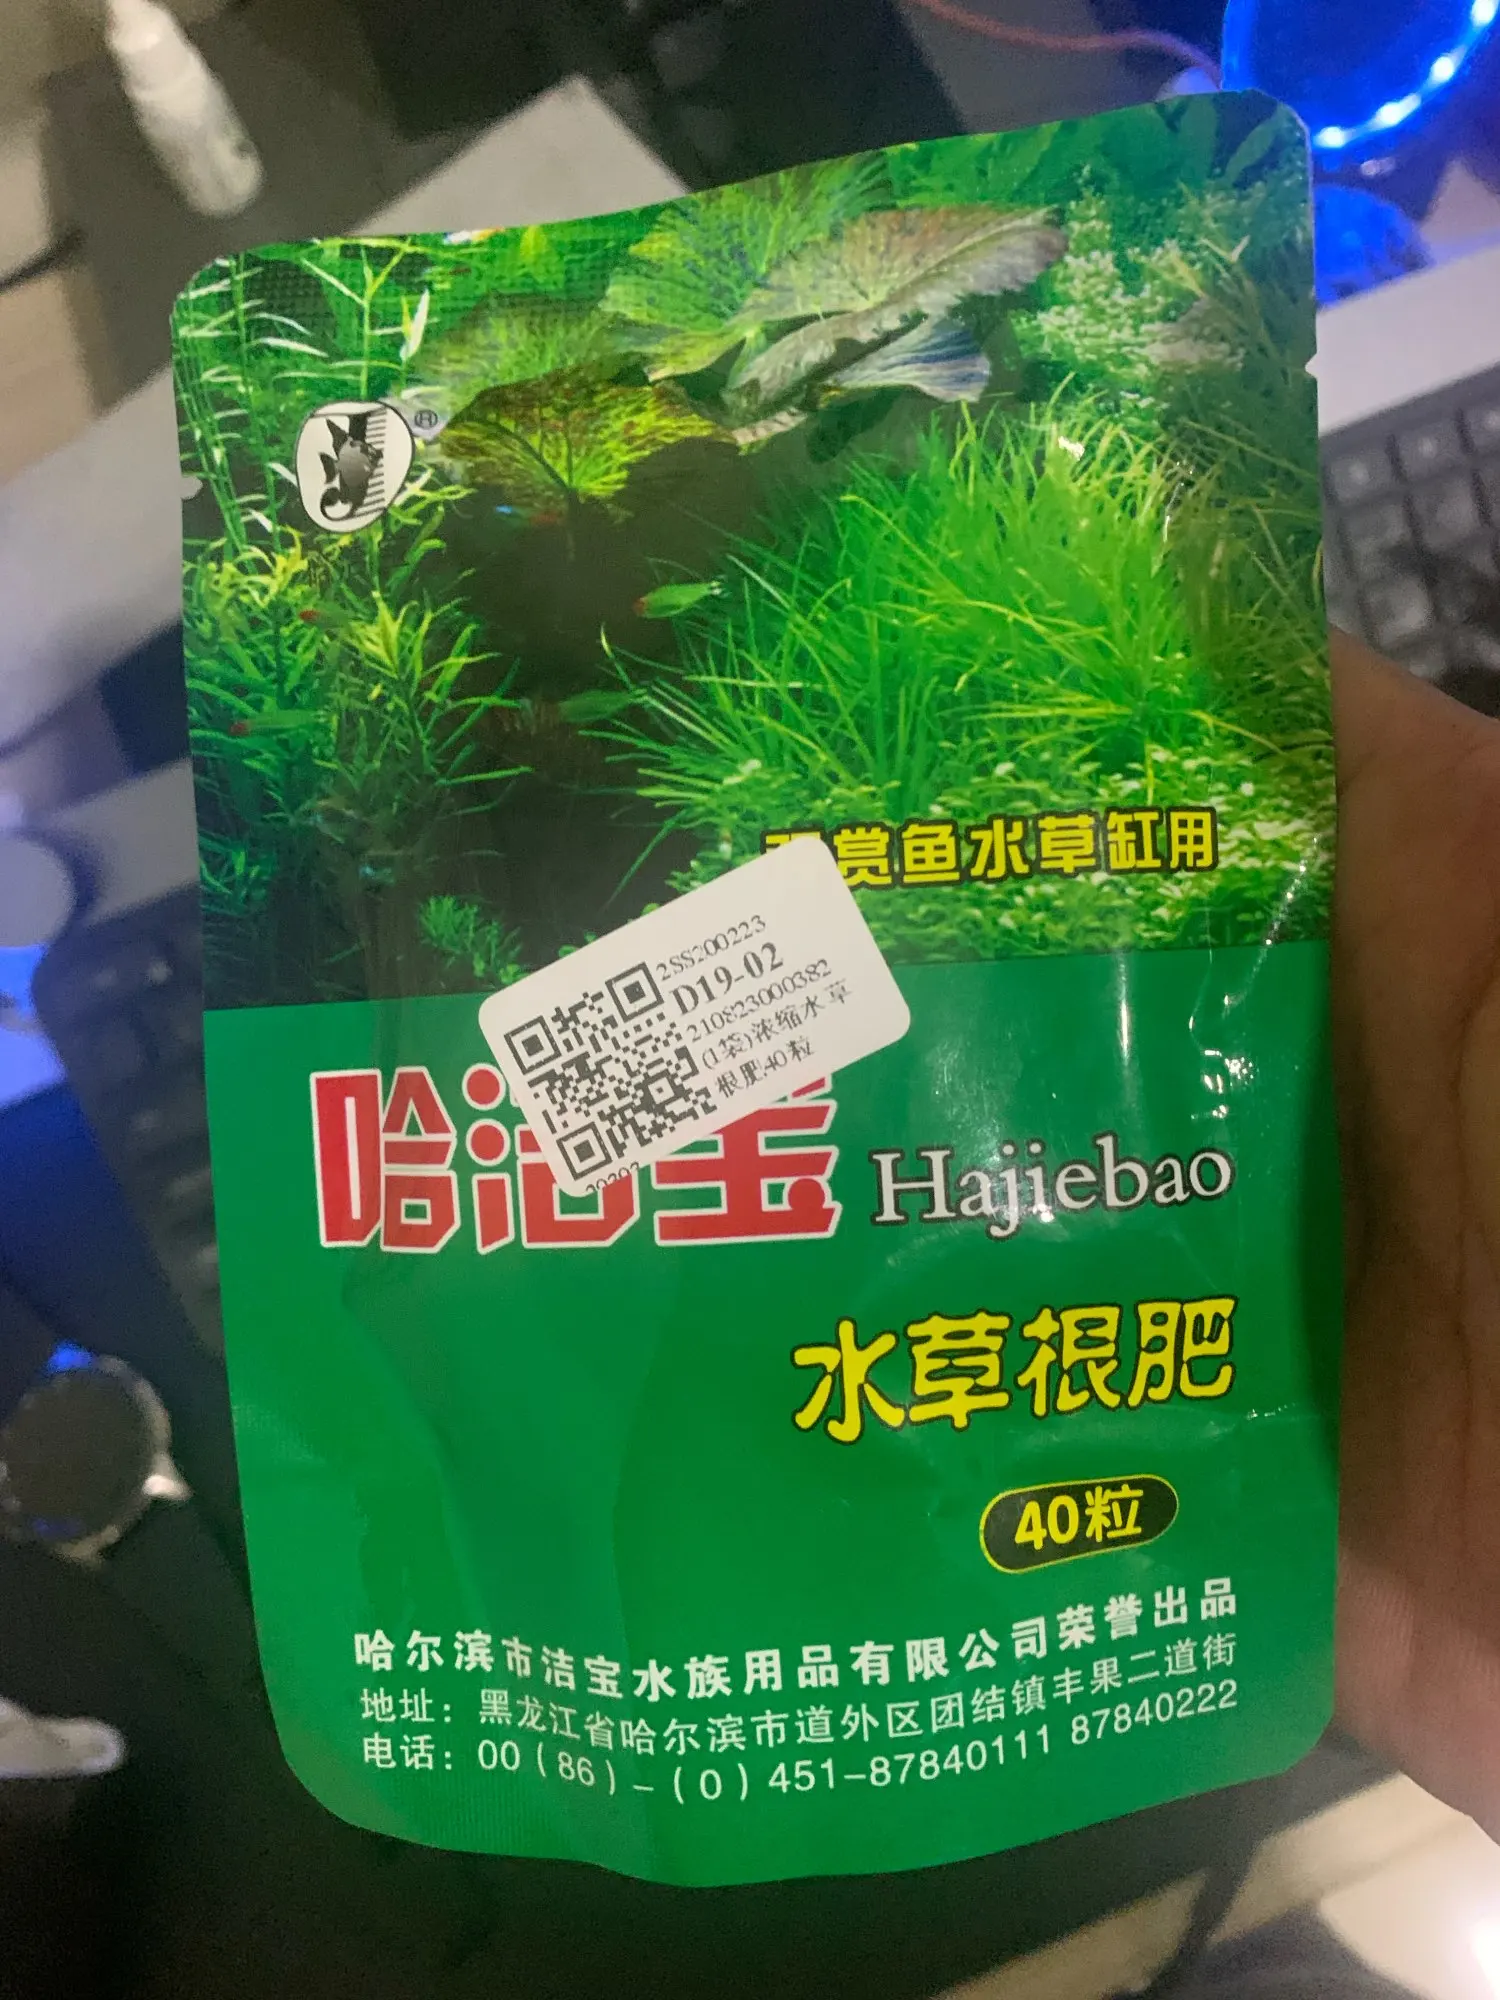 Ⓗ
赏鱼水草缸用
2SS200223
D19-02
210823000382
(1袋)浓缩水草
根肥40粒
哈洁宝 Hajiebao
水草根肥
40粒
哈尔滨市洁宝水族用品有限公司荣誉出品
地址：黑龙江省哈尔滨市道外区团结镇丰果二道街
电话：00（86）-（0）451-87840111 87840222